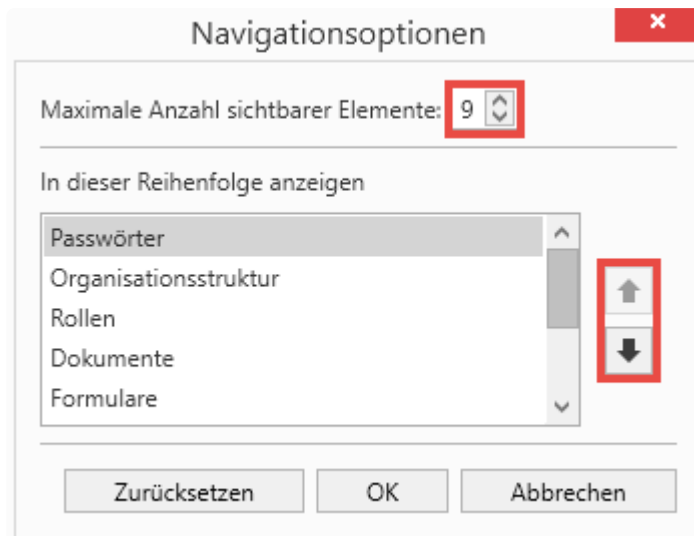 Navigationsoptionen
Maximale Anzahl sichtbarer Elemente: 9
In dieser Reihenfolge anzeigen
Passwörter
Organisationsstruktur
Rollen
Dokumente
Formulare
Zurücksetzen OK Abbrechen